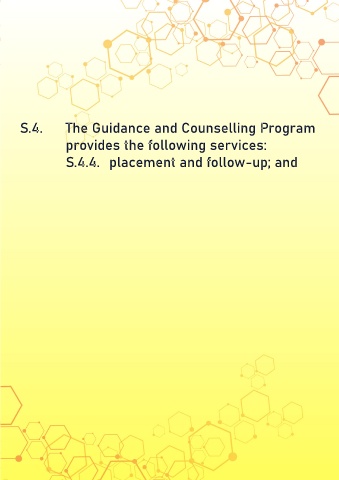 S.4. The Guidance and Counselling Program
provides the following services:
S.4.4. placement and follow-up; and